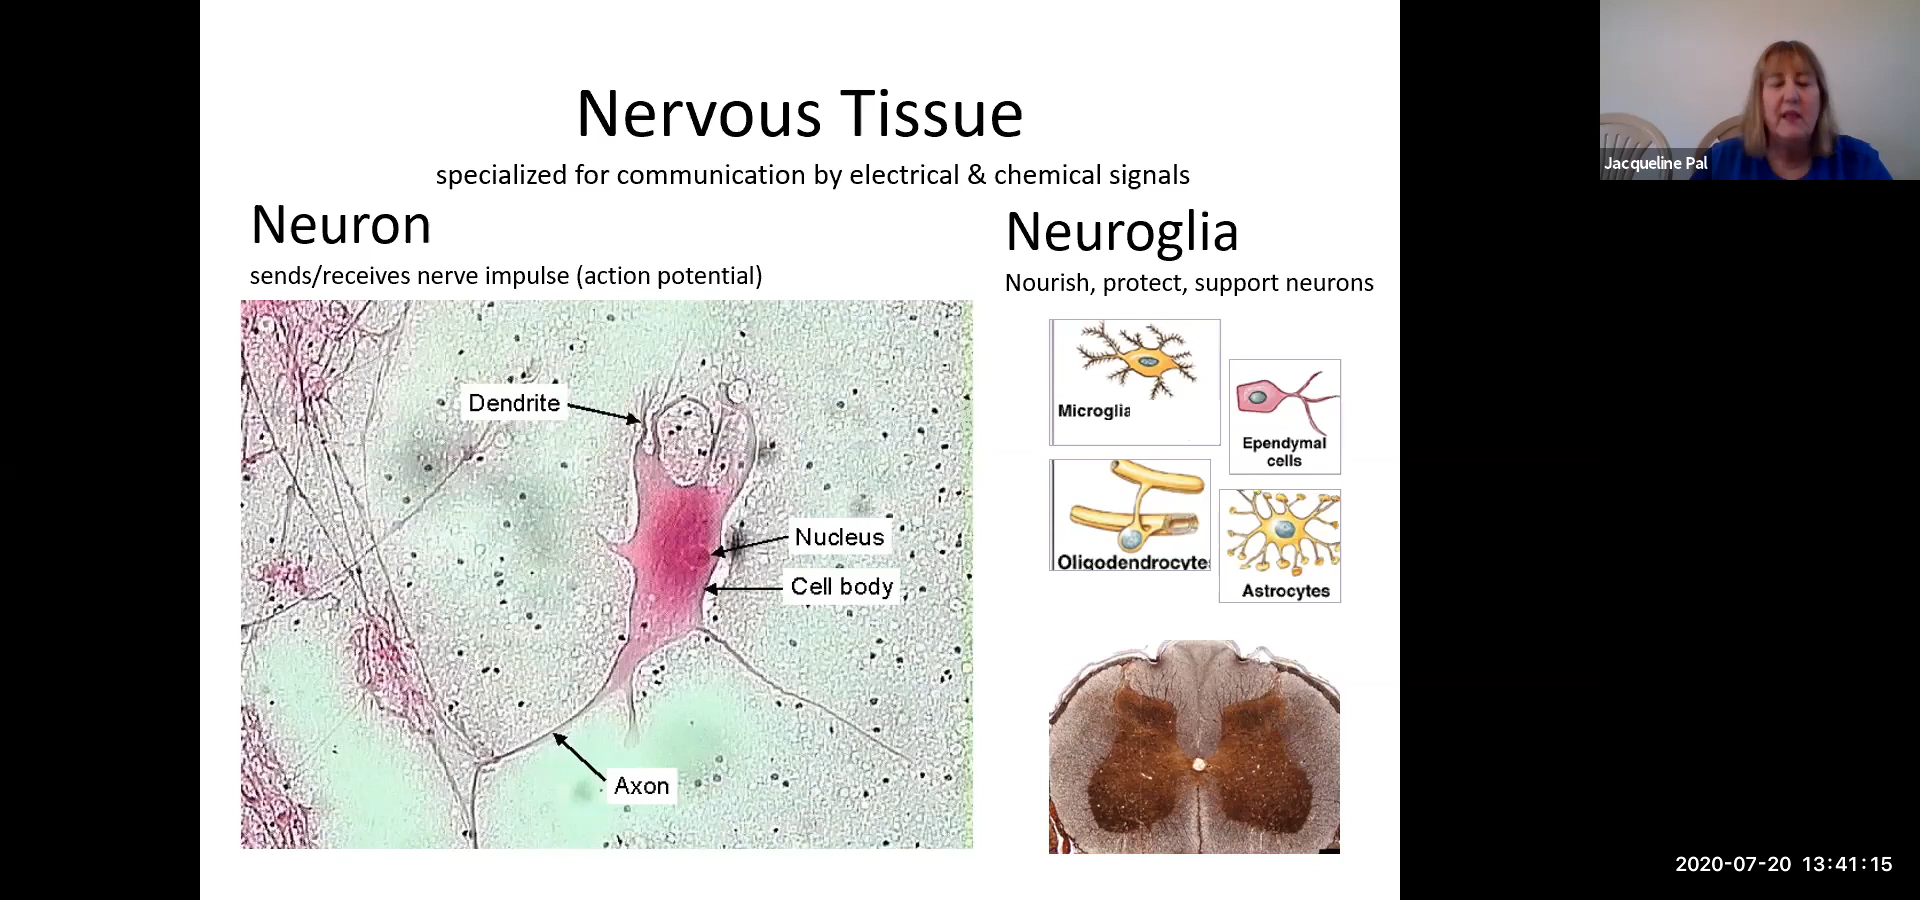 Nervous Tissue
specialized for communication by electrical & chemical signals
Neuron
sends/receives nerve impulse (action potential)
Dendrite
Nucleus
Cell body
Axon
Neuroglia
Nourish, protect, support neurons
Microglia
Ependymal
cells
Oligodendrocyte
Astrocytes
Jacqueline Pal
2020-07-20 13:41:15